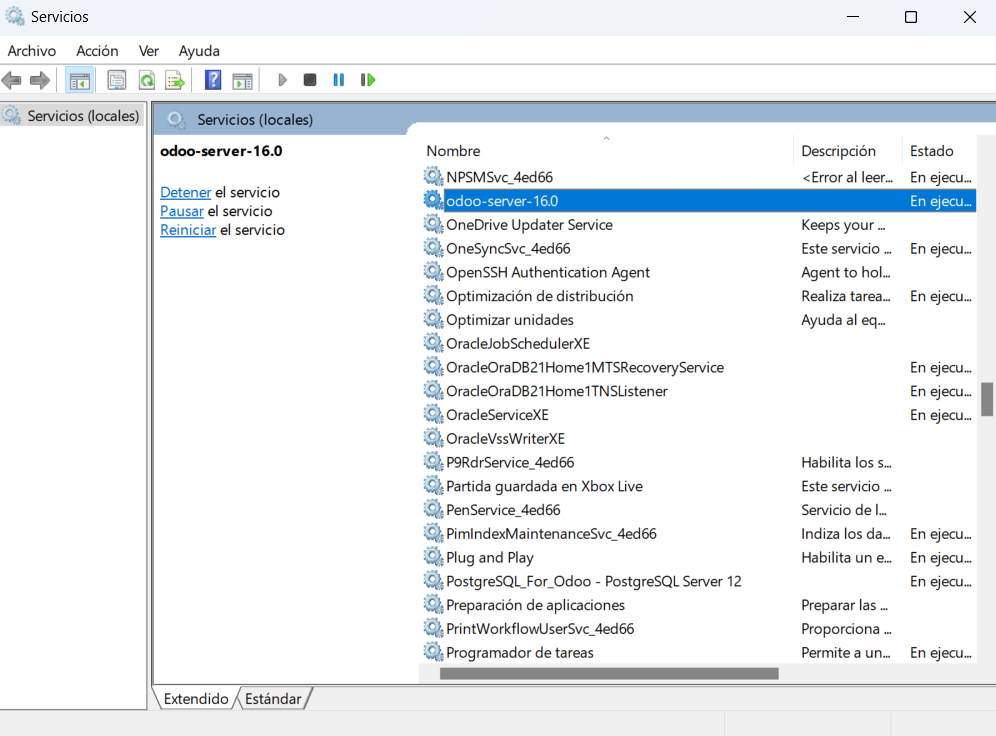 Servicios
Archivo Acción Ver Ayuda
Servicios (locales)
Servicios (locales)
odoo-server-16.0
Detener el servicio
Pausar el servicio
Reiniciar el servicio
Nombre Descripción Estado
NPSMSvc_4ed66 <Error al leer... En ejecu...
odoo-server-16.0 En ejecu...
OneDrive Updater Service Keeps your ...
OneSyncSvc_4ed66 Este servicio ... En ejecu...
OpenSSH Authentication Agent Agent to hol...
Optimización de distribución Realiza tarea... En ejecu...
Optimizar unidades Ayuda al eq...
OracleJobSchedulerXE
OracleOraDB21Home1MTSRecoveryService En ejecu...
OracleOraDB21Home1TNSListener En ejecu...
OracleServiceXE En ejecu...
OracleVssWriterXE
P9RdrService_4ed66 Habilita los s...
Partida guardada en Xbox Live Este servicio ...
PenService_4ed66 Servicio de l...
PimIndexMaintenanceSvc_4ed66 Indiza los da... En ejecu...
Plug and Play Habilita un e... En ejecu...
PostgreSQL_For_Odoo - PostgreSQL Server 12 En ejecu...
Preparación de aplicaciones Preparar las ...
PrintWorkflowUserSvc_4ed66 Proporciona ...
Programador de tareas Permite a un... En ejecu...
Extendido Estándar